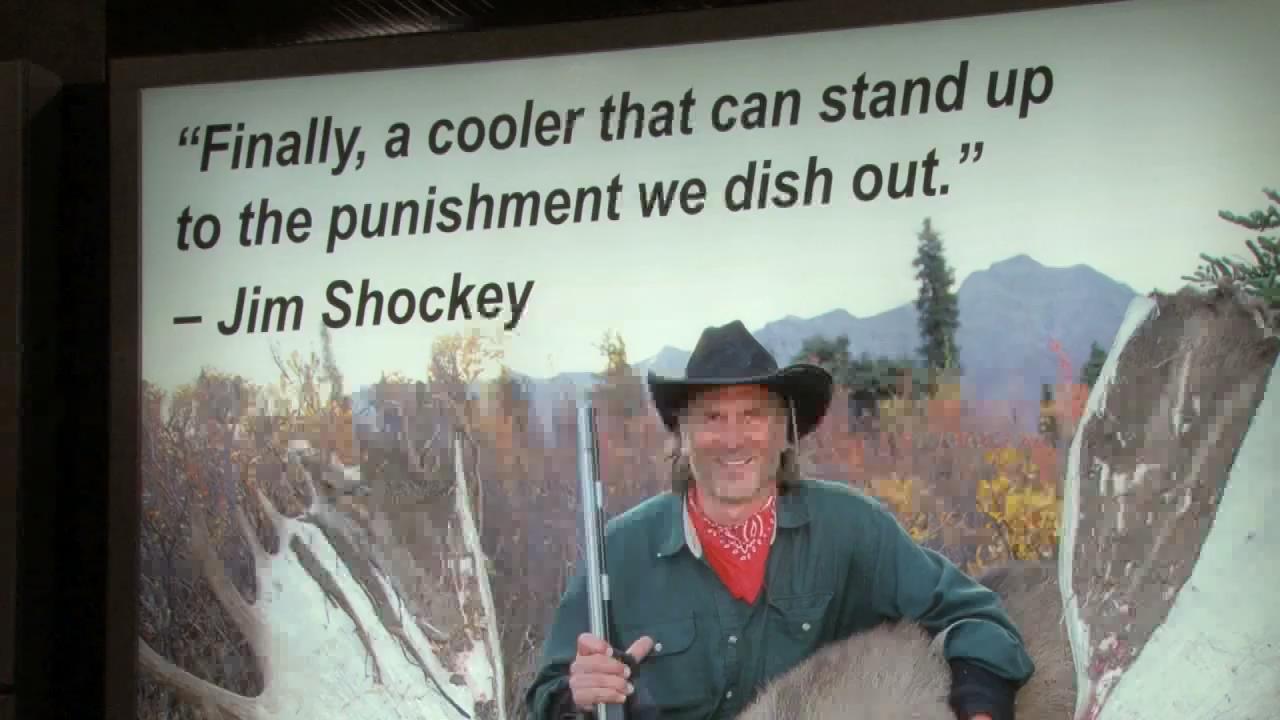 “Finally, a cooler that can stand up
to the punishment we dish out.”
– Jim Shockey